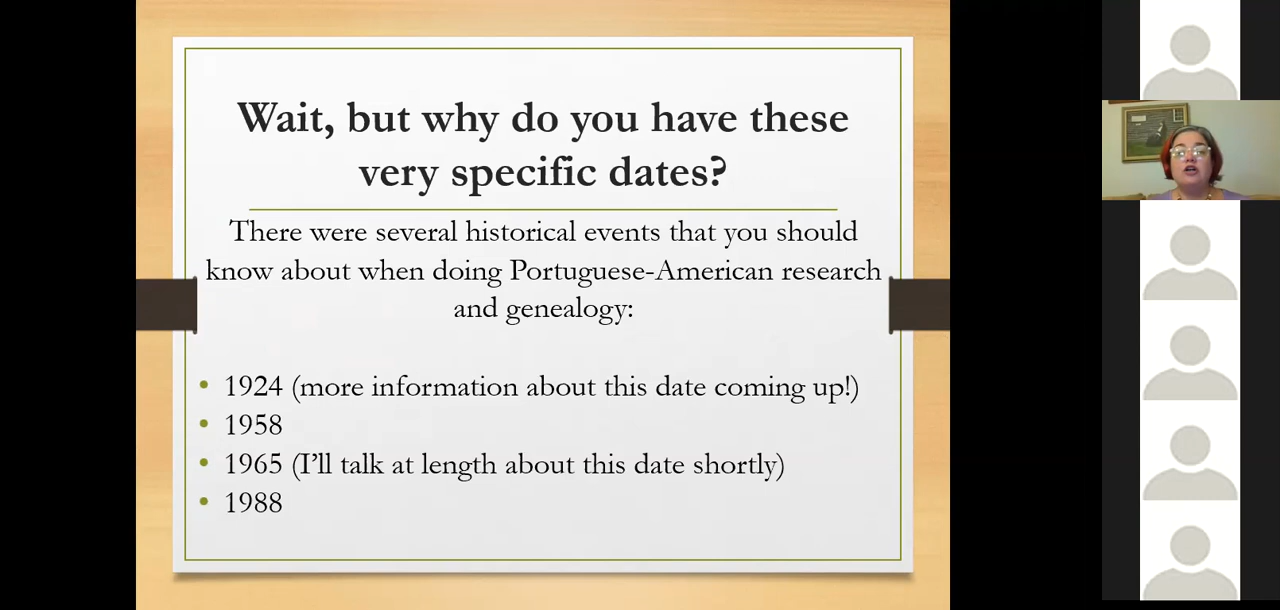 Wait, but why do you have these
very specific dates?
There were several historical events that you should
know about when doing Portuguese-American research
and genealogy:
• 1924 (more information about this date coming up!)
• 1958
• 1965 (I'll talk at length about this date shortly)
• 1988